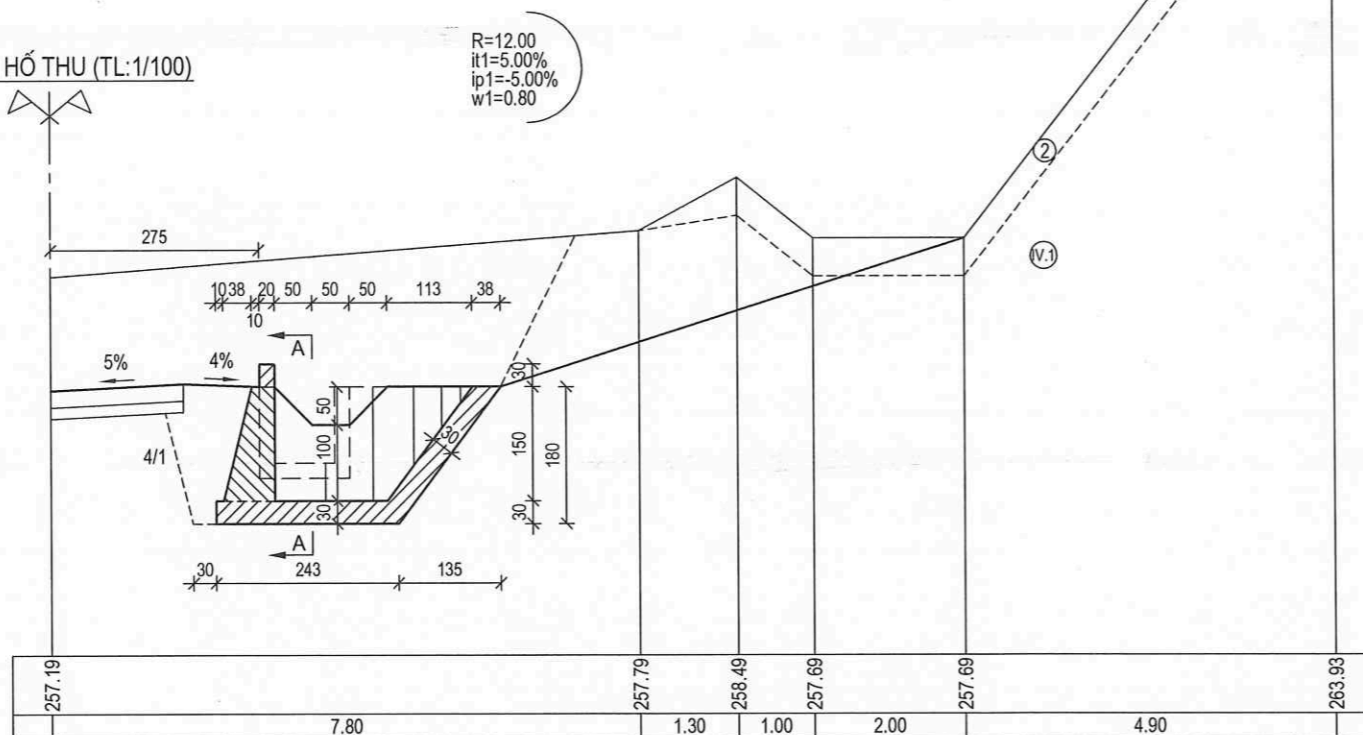 HỐ THU (TL:1/100)
R=12.00
it1=5.00%
ip1=-5.00%
w1=0.80
2
IV.1
275
10 38 20 50 50 50 113 38
10
A
5%
4%
30
50
100
30
30
150
180
30
4/1
A
30 243 135
257.19
257.79
258.49
257.69
257.69
263.93
7.80 1.30 1.00 2.00 4.90